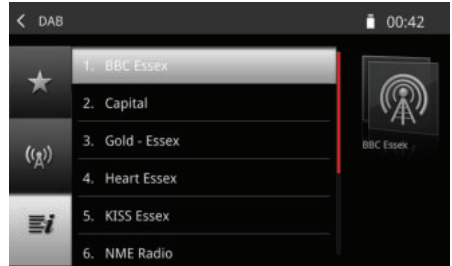 DAB
00:42
1. BBC Essex
2. Capital
3. Gold - Essex
4. Heart Essex
5. KISS Essex
6. NME Radio
BBC Essex